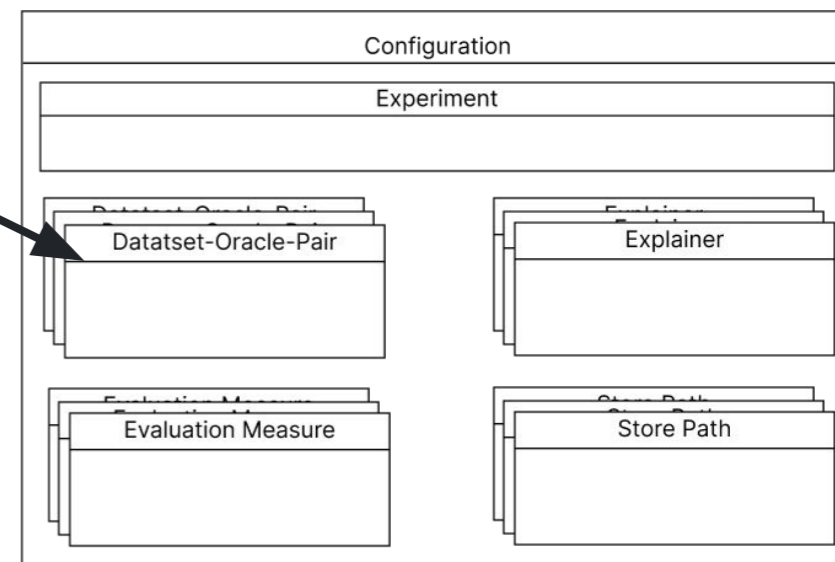 Configuration
Experiment
Datatset-Oracle-Pair
Explainer
Evaluation Measure
Store Path